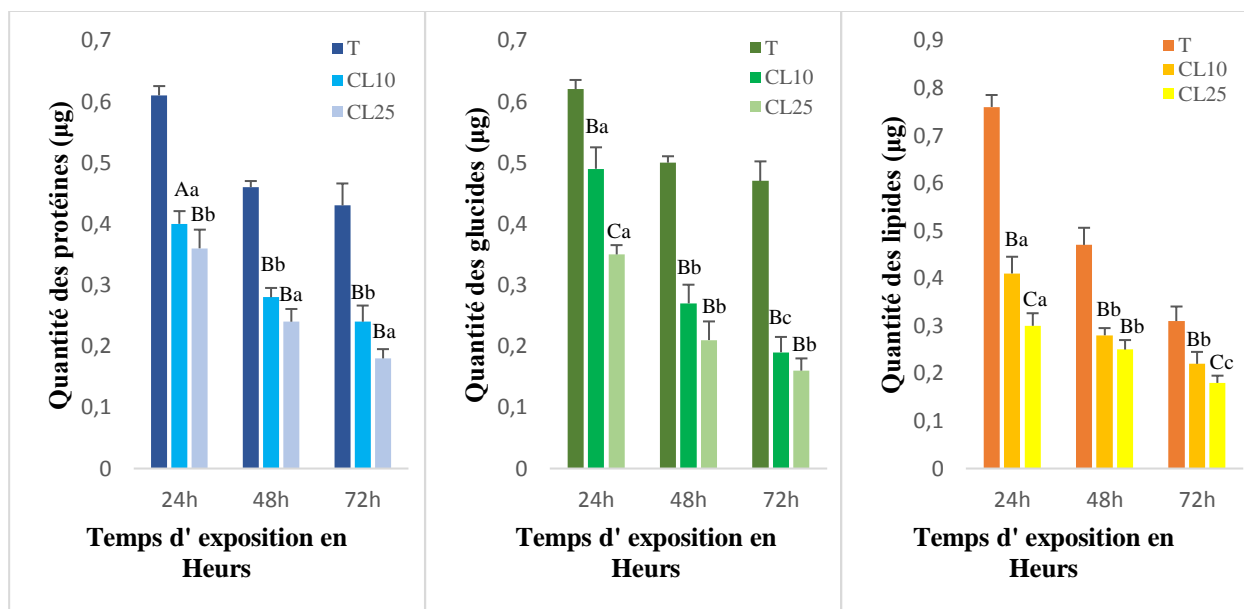 Quantité des protéines (µg)
0,7
0,6
0,5
0,4
0,3
0,2
0,1
0
T
CL10
CL25
Aa
Bb
Bb
Ba
Bb
Ba
24h
48h
72h
Temps d' exposition en
Heurs
Quantité des glucides (µg)
0,7
0,6
0,5
0,4
0,3
0,2
0,1
0
T
CL10
CL25
Ba
Ca
Bb
Bb
Bc
Bb
24h
48h
72h
Temps d' exposition en
Heurs
Quantité des lipides (µg)
0,9
0,8
0,7
0,6
0,5
0,4
0,3
0,2
0,1
0
T
CL10
CL25
Ba
Ca
Bb
Bb
Bb
Cc
24h
48h
72h
Temps d' exposition en
Heurs